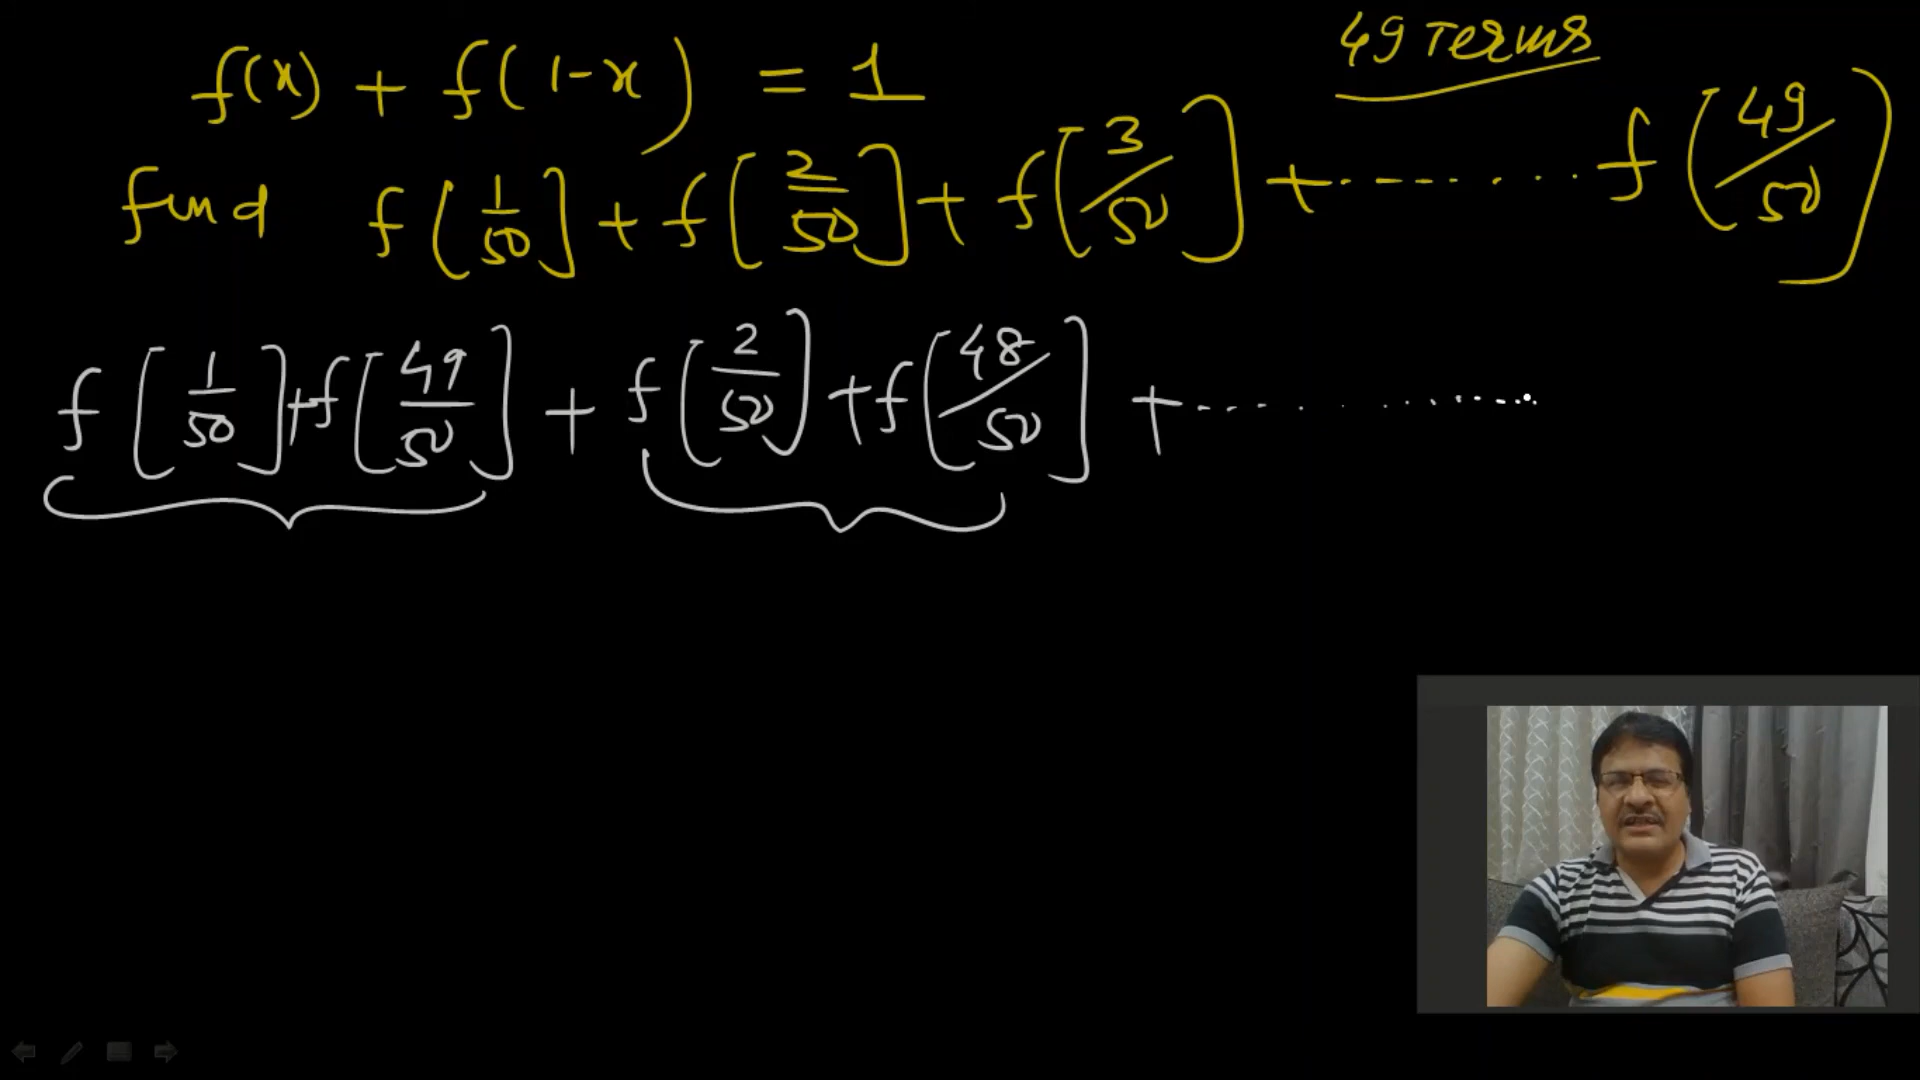 49 Terms
f(x) + f(1-x) = 1
find f[1/50] + f[2/50] + f[3/50] + ........ f[49/50]
f[1/50] + f[49/50] + f[2/50] + f[48/50] + ............